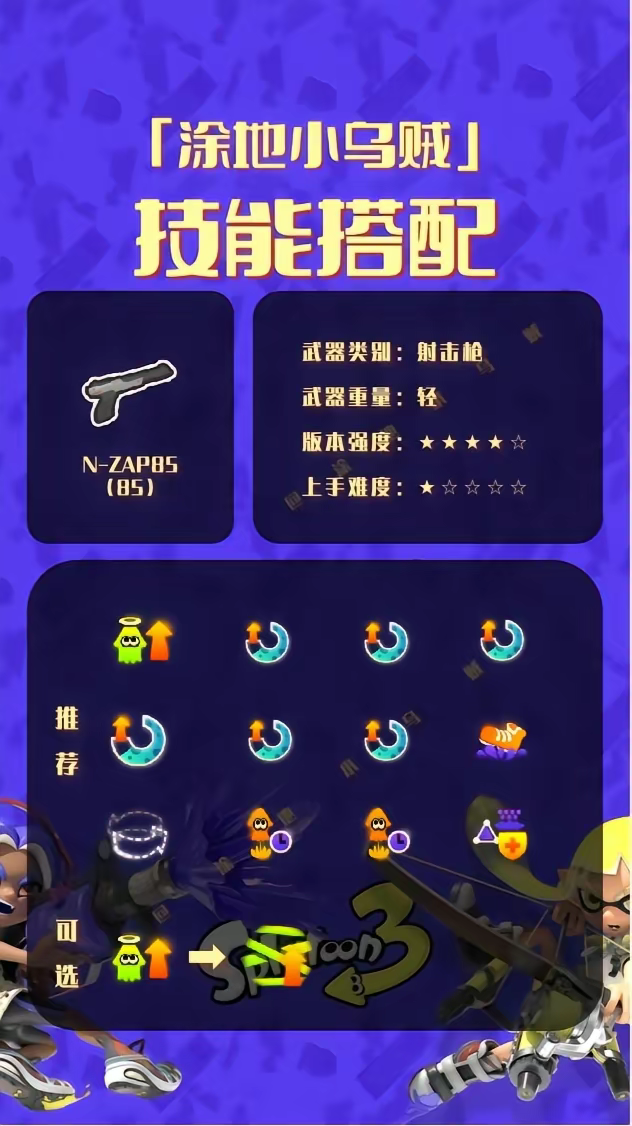 「涂地小乌贼」
技能搭配
N-ZAP85
(85)
武器类别：射击枪
武器重量：轻
版本强度：★★★★☆
上手难度：★☆☆☆☆
推荐
可选
Splatoon 3